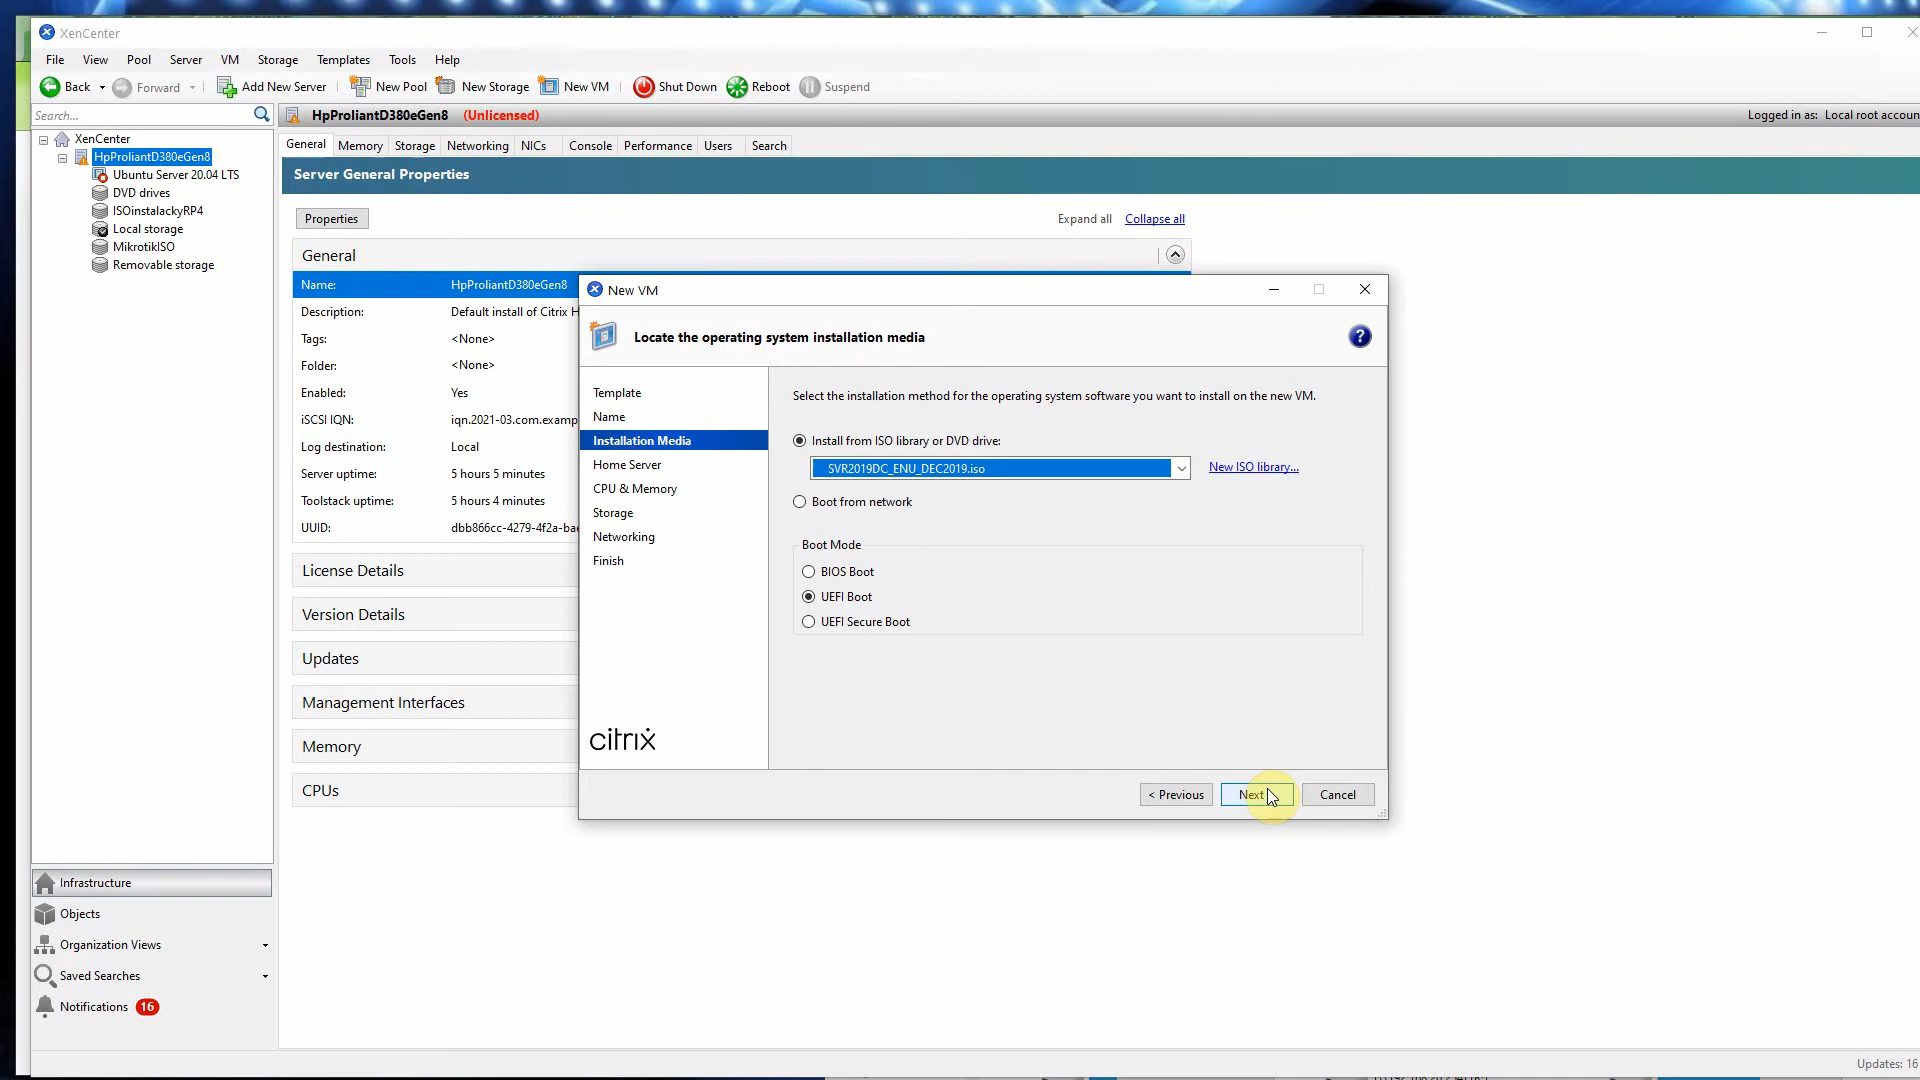 XenCenter
File View Pool Server VM Storage Templates Tools Help
Back Forward Add New Server New Pool New Storage New VM Shut Down Reboot Suspend
Search...
HpProliantD380eGen8 (Unlicensed)
Logged in as: Local root accoun
XenCenter
HpProliantD380eGen8
Ubuntu Server 20.04 LTS
DVD drives
ISOinstalackyRP4
Local storage
MikrotikISO
Removable storage
General Memory Storage Networking NICs Console Performance Users Search
Server General Properties
Properties
Expand all Collapse all
General
Name: HpProliantD380eGen8
Description: Default install of Citrix H
Tags: <None>
Folder: <None>
Enabled: Yes
iSCSI IQN: iqn.2021-03.com.examp
Log destination: Local
Server uptime: 5 hours 5 minutes
Toolstack uptime: 5 hours 4 minutes
UUID: dbb866cc-4279-4f2a-bae
License Details
Version Details
Updates
Management Interfaces
Memory
CPUs
New VM
Locate the operating system installation media
?
Template
Name
Installation Media
Home Server
CPU & Memory
Storage
Networking
Finish
citrix
Select the installation method for the operating system software you want to install on the new VM.
Install from ISO library or DVD drive:
SVR2019DC_ENU_DEC2019.iso
New ISO library...
Boot from network
Boot Mode
BIOS Boot
UEFI Boot
UEFI Secure Boot
< Previous Next Cancel
Infrastructure
Objects
Organization Views
Saved Searches
Notifications 16
Updates: 16